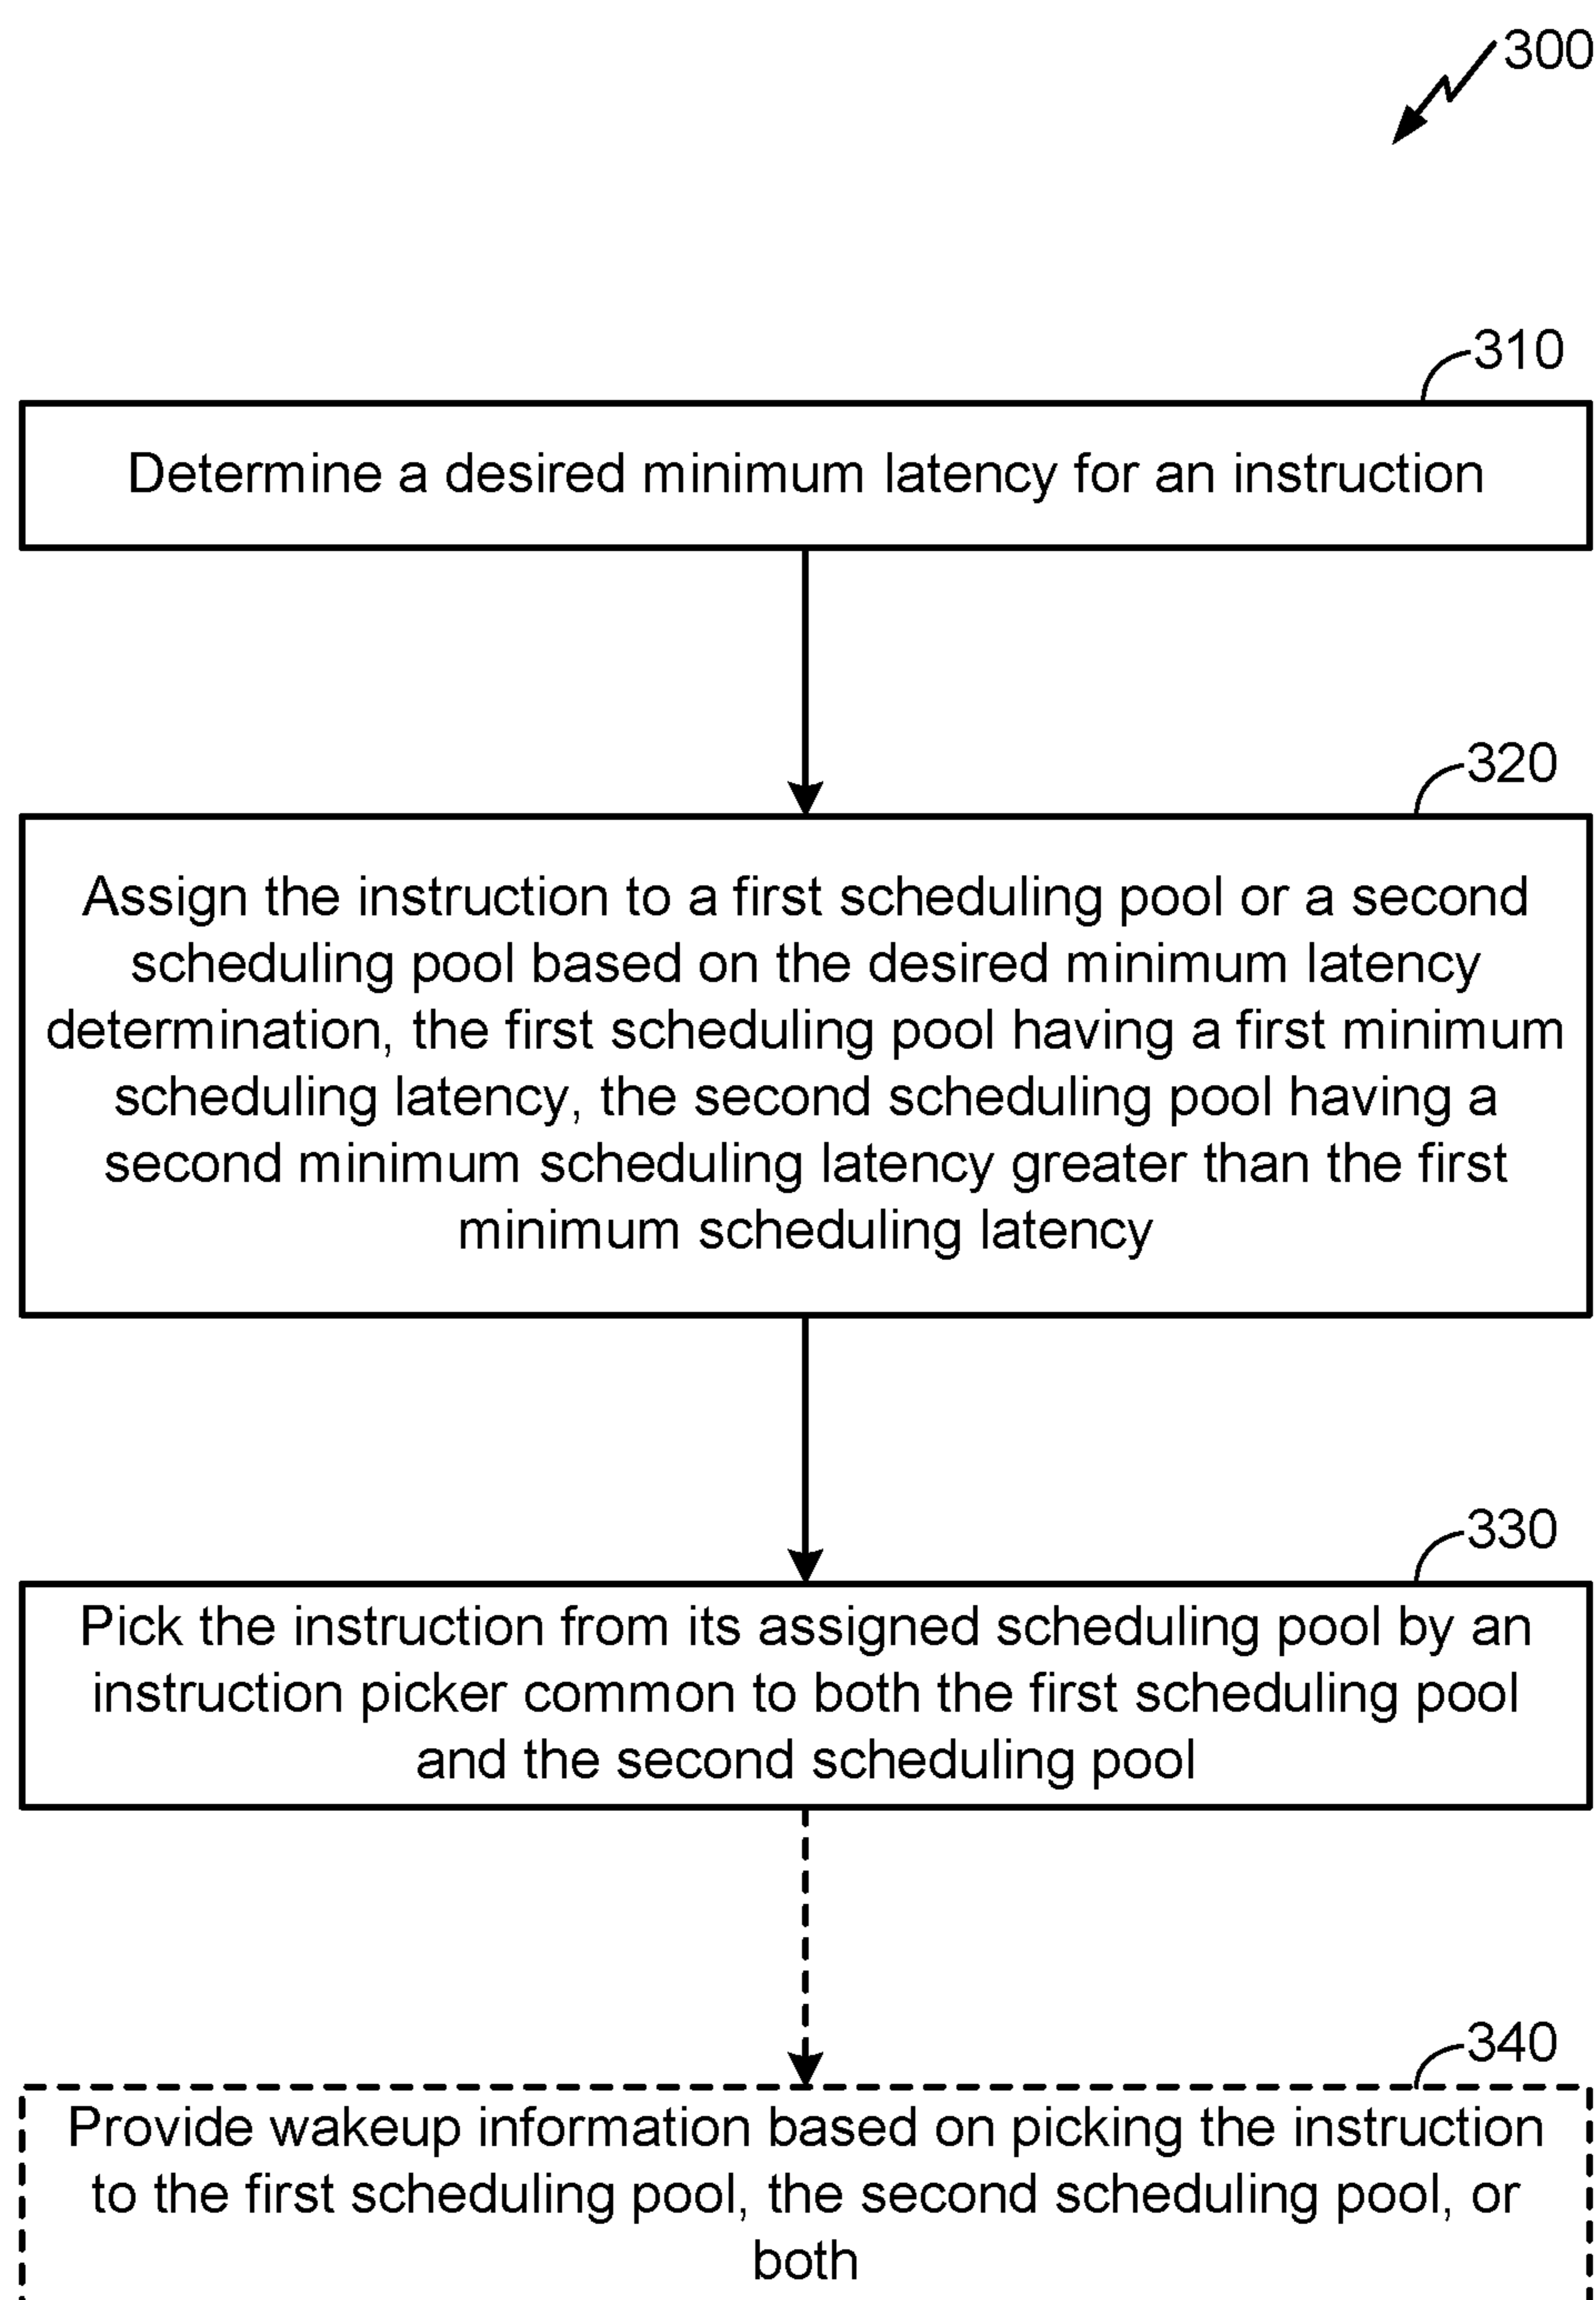 300
310
Determine a desired minimum latency for an instruction
320
Assign the instruction to a first scheduling pool or a second
scheduling pool based on the desired minimum latency
determination, the first scheduling pool having a first minimum
scheduling latency, the second scheduling pool having a
second minimum scheduling latency greater than the first
minimum scheduling latency
330
Pick the instruction from its assigned scheduling pool by an
instruction picker common to both the first scheduling pool
and the second scheduling pool
340
Provide wakeup information based on picking the instruction
to the first scheduling pool, the second scheduling pool, or
both